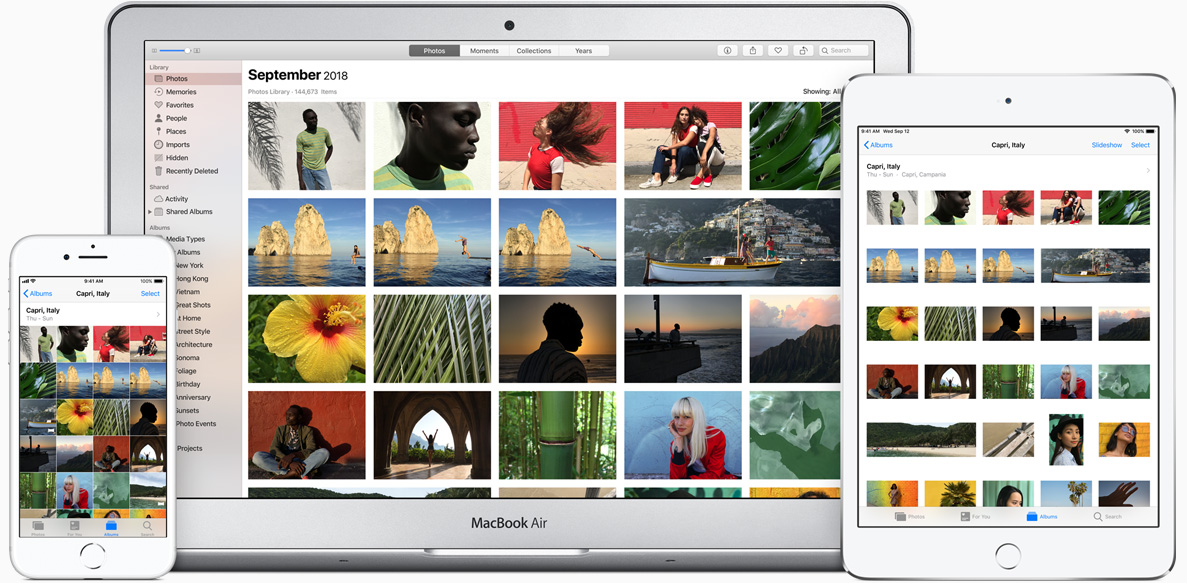 Photos Moments Collections Years
Search
Library
Photos
Memories
Favorites
People
Places
Imports
Hidden
Recently Deleted
Shared
Activity
Shared Albums
Albums
Media Types
Albums
New York
Hong Kong
Vietnam
Great Shots
At Home
Street Style
Architecture
Sonoma
Foliage
Birthday
Anniversary
Sunsets
Photo Events
Projects
September 2018
Photos Library · 144,673 Items
Showing: All
MacBook Air
9:41 AM 100%
Albums Capri, Italy Select
Capri, Italy
Thu - Sun
Photos For You Albums Search
9:41 AM Wed Sep 12 100%
Albums Capri, Italy Slideshow Select
Capri, Italy
Thu - Sun · Capri, Campania
Photos For You Albums Search